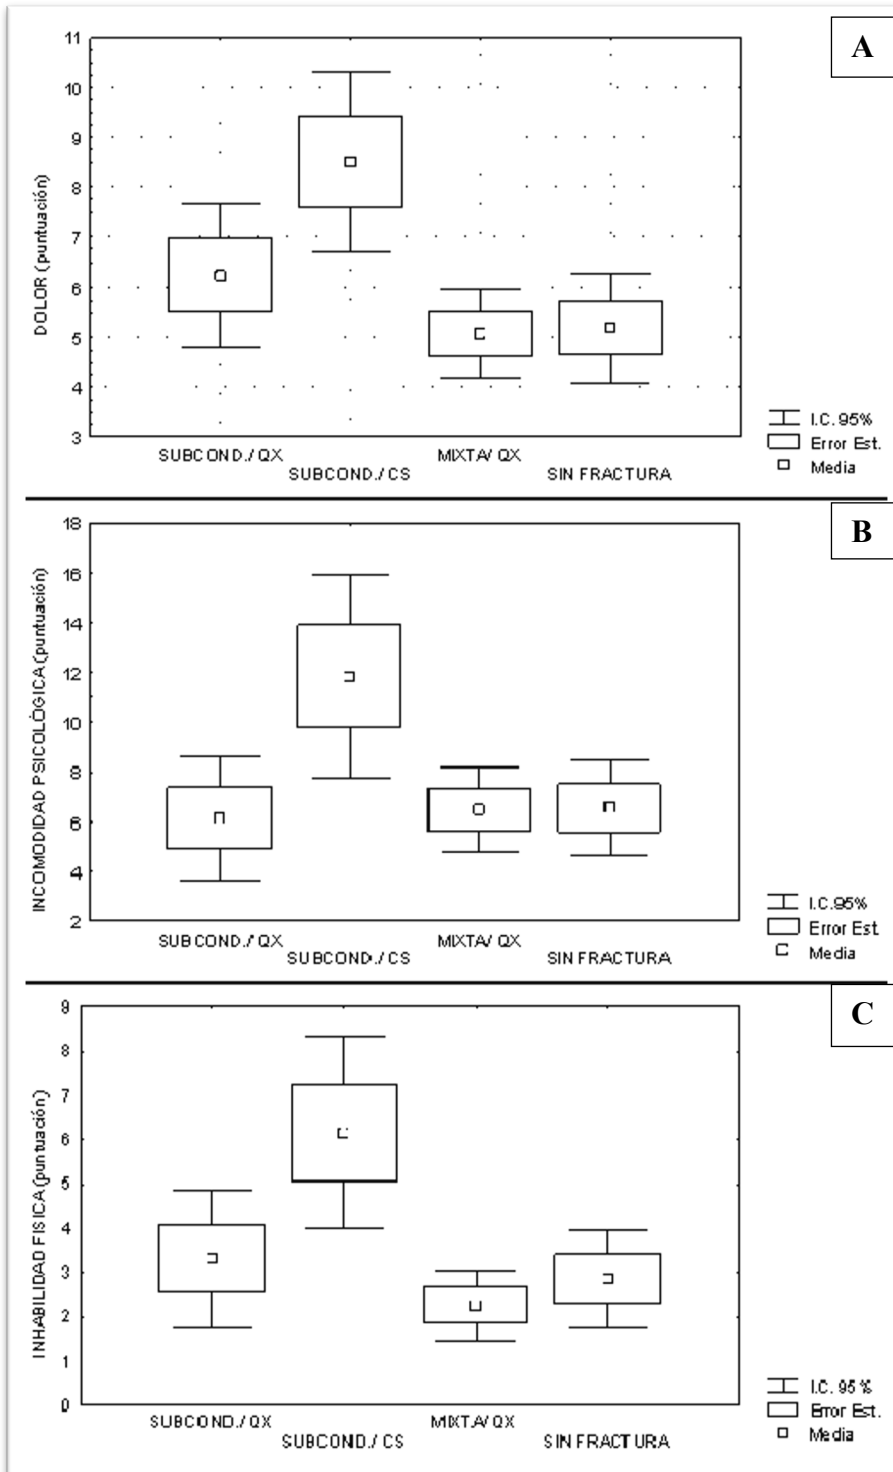 A
11
10
9
8
7
6
5
4
3
DOLOR (puntuación)
SUBCOND./ QX
SUBCOND./ CS
MIXTA/ QX
SIN FRACTURA
I.C. 95%
Error Est.
Media
B
18
16
14
12
10
8
6
4
2
INCOMODIDAD PSICOLÓGICA (puntuación)
SUBCOND./ QX
SUBCOND./ CS
MIXTA/ QX
SIN FRACTURA
I.C.95%
Error Est.
Media
C
9
8
7
6
5
4
3
2
1
0
INHABILIDAD FISICA (puntuación)
SUBCOND./ QX
SUBCOND./ CS
MIXTA/ QX
SIN FRACTURA
I.C. 95 %
Error Est.
Media